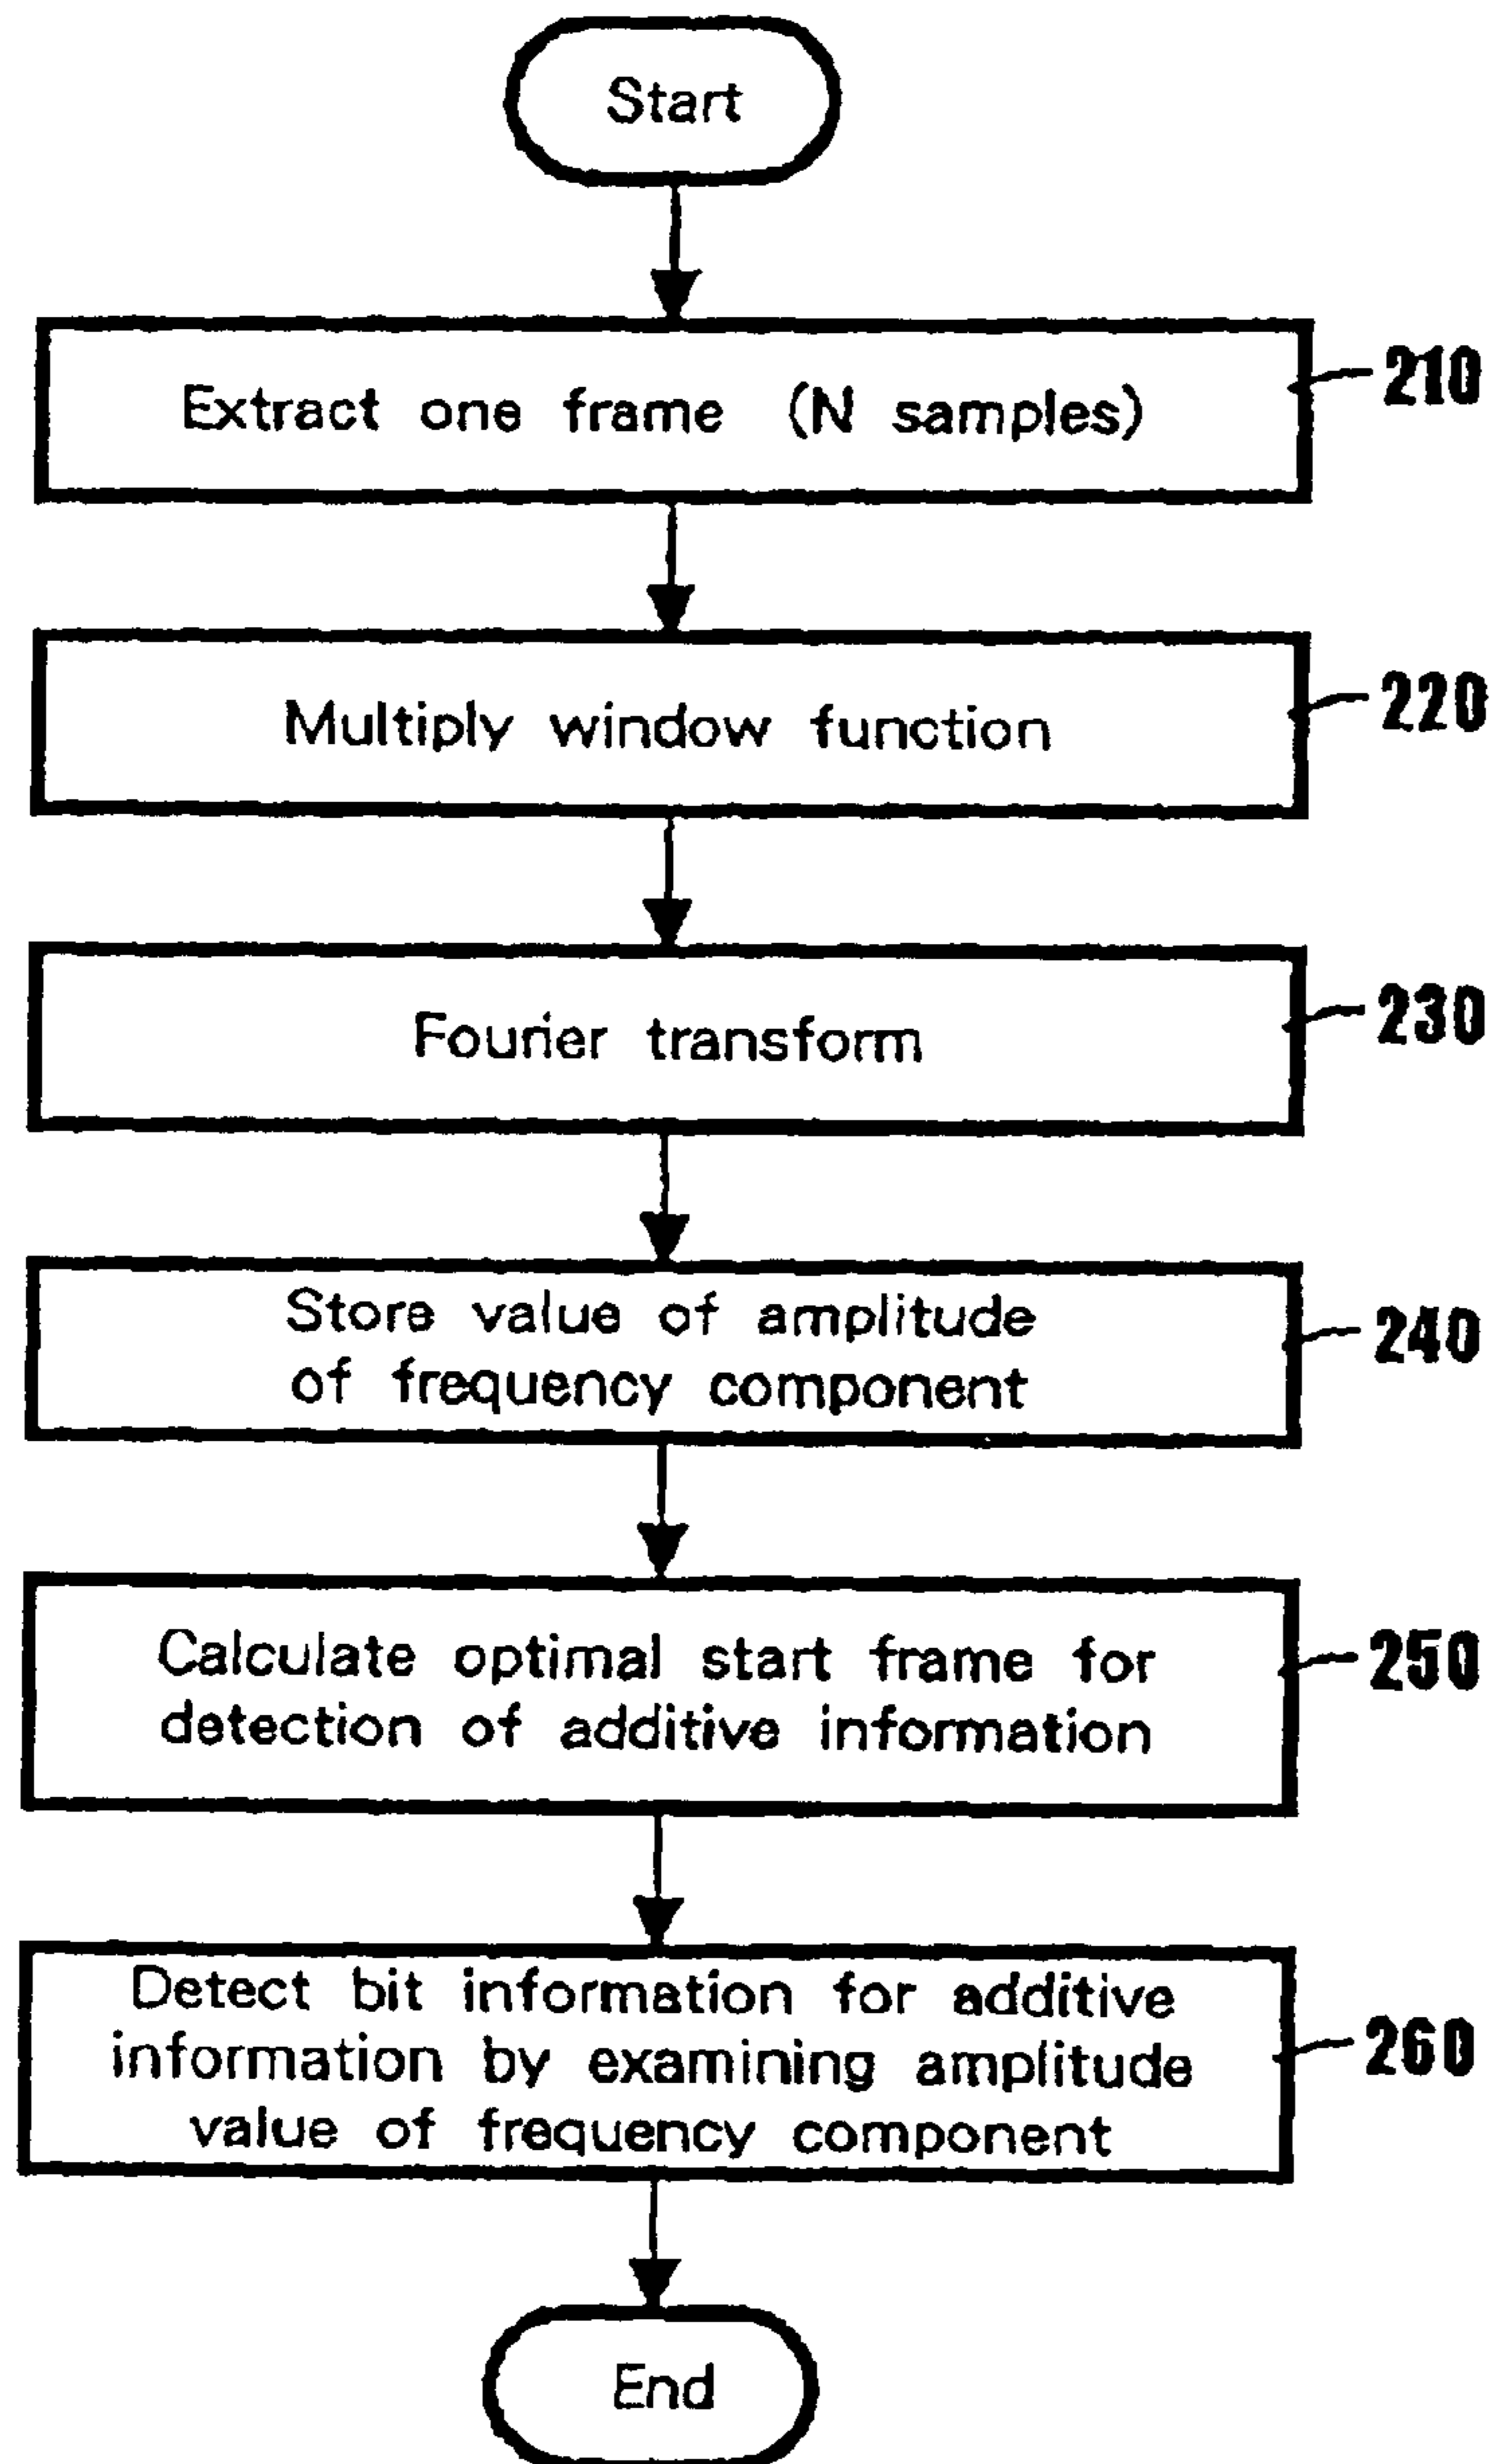 Start
Extract one frame (N samples)
210
Multiply window function
220
Fourier transform
230
Store value of amplitude
of frequency component
240
Calculate optimal start frame for
detection of additive information
250
Detect bit information for additive
information by examining amplitude
value of frequency component
260
End